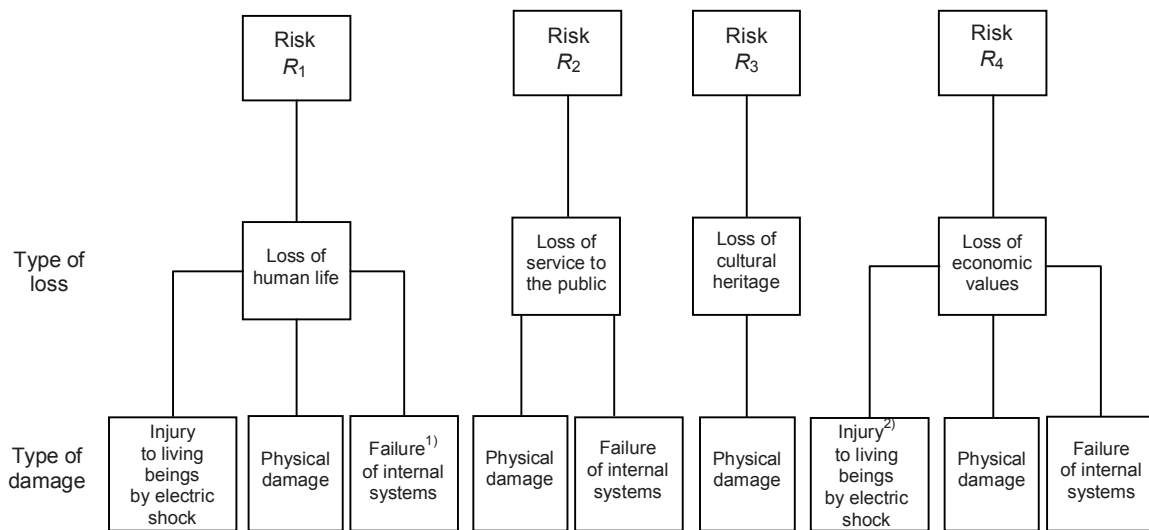 Risk
R1
Risk
R2
Risk
R3
Risk
R4
Type of
loss
Loss of
human life
Loss of
service to
the public
Loss of
cultural
heritage
Loss of
economic
values
Type of
damage
Injury
to living
beings
by electric
shock
Physical
damage
Failure1)
of internal
systems
Physical
damage
Failure
of internal
systems
Physical
damage
Injury2)
to living
beings
by electric
shock
Physical
damage
Failure
of internal
systems